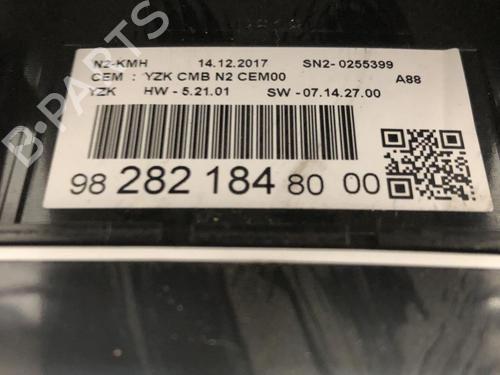 N2-KMH 14.12.2017 SN2- 0255399
CEM : YZK CMB N2 CEM00 A88
YZK HW - 5.21.01 SW -07.14.27.00
98 282 184 80 00
B-PARTS